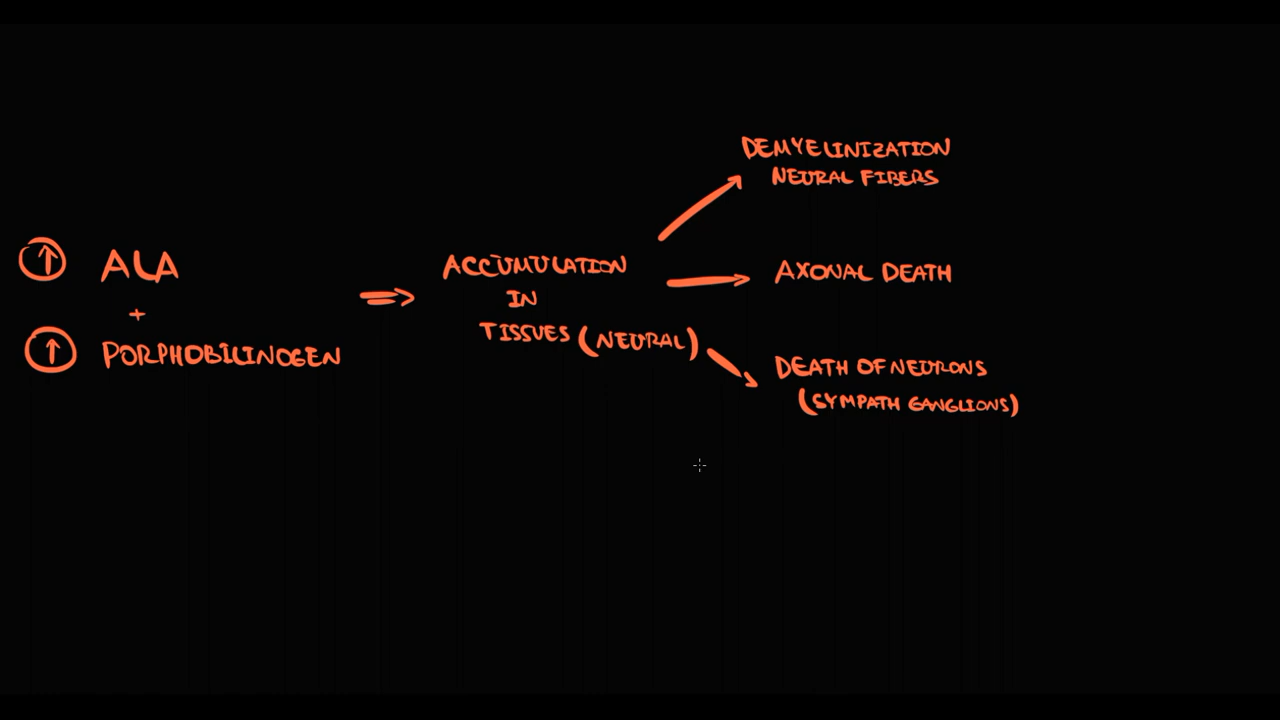 ↑ ALA
+
↑ PORPHOBILINOGEN
⇒
ACCUMULATION
IN
TISSUES (NEURAL)
DEMYELINIZATION
NEURAL FIBERS
AXONAL DEATH
DEATH OF NEURONS
(SYMPATH GANGLIONS)